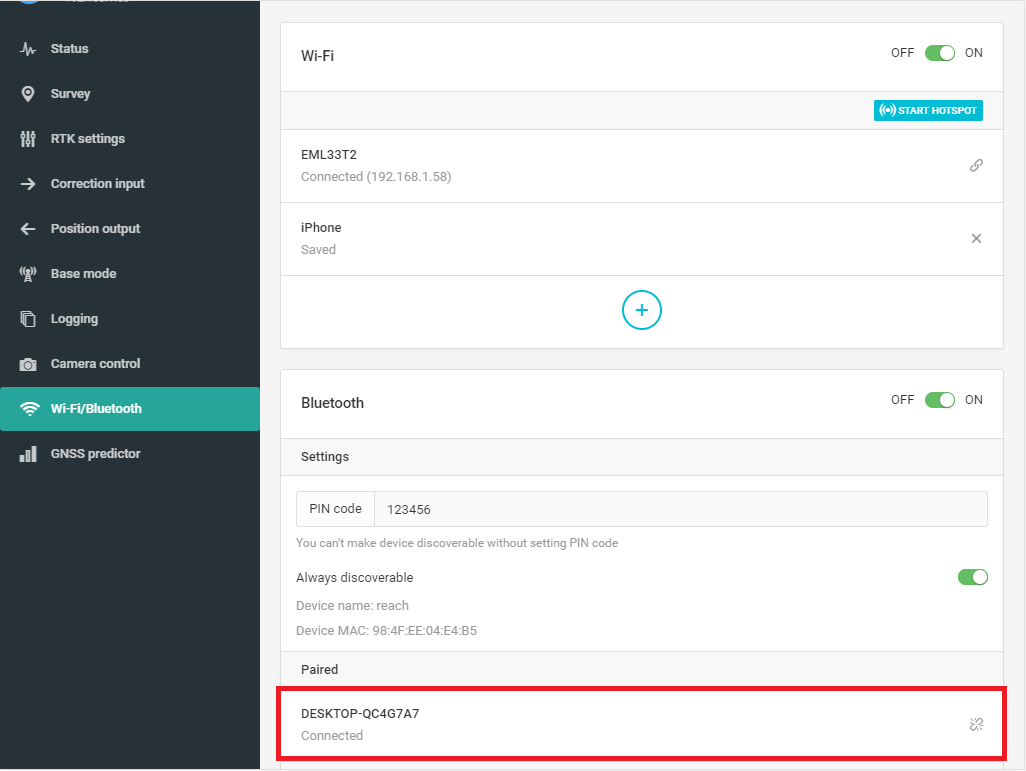 Status
Survey
RTK settings
Correction input
Position output
Base mode
Logging
Camera control
Wi-Fi/Bluetooth
GNSS predictor
Wi-Fi
OFF ON
START HOTSPOT
EML33T2
Connected (192.168.1.58)
iPhone
Saved
Bluetooth
OFF ON
Settings
PIN code 123456
You can't make device discoverable without setting PIN code
Always discoverable
Device name: reach
Device MAC: 98:4F:EE:04:E4:B5
Paired
DESKTOP-QC4G7A7
Connected